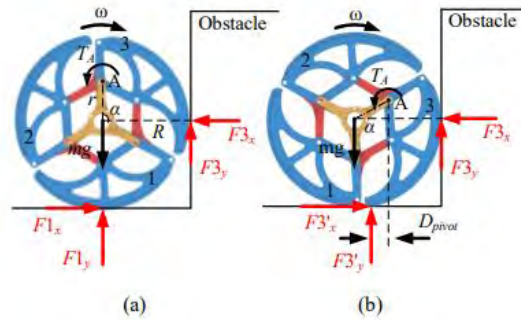 ω
Obstacle
3
T_A
A
r
α
R
F3_x
2
mg
F3_y
1
F1_x
F1_y
(a)
ω
Obstacle
2
T_A
A
3
α
F3_x
mg
F3_y
1
F3'_x
D_pivot
F3'_y
(b)